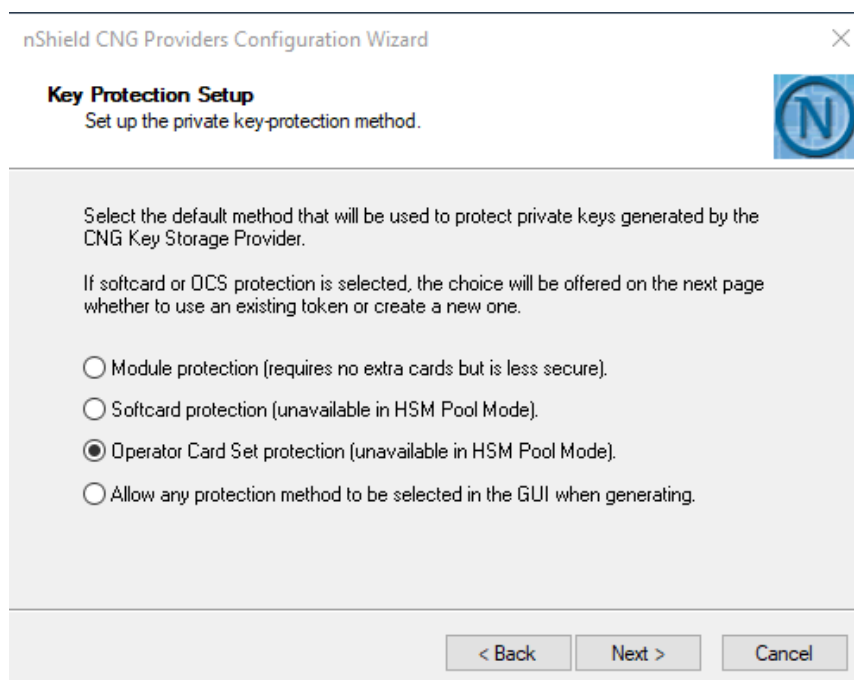 nShield CNG Providers Configuration Wizard
Key Protection Setup
Set up the private key-protection method.
N
Select the default method that will be used to protect private keys generated by the
CNG Key Storage Provider.
If softcard or OCS protection is selected, the choice will be offered on the next page
whether to use an existing token or create a new one.
Module protection (requires no extra cards but is less secure).
Softcard protection (unavailable in HSM Pool Mode).
Operator Card Set protection (unavailable in HSM Pool Mode).
Allow any protection method to be selected in the GUI when generating.
< Back Next > Cancel